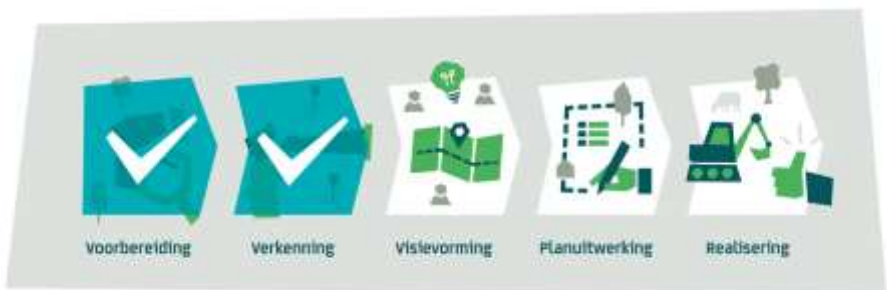 Voorbereiding
Verkenning
Visievorming
Planuitwerking
Realisering